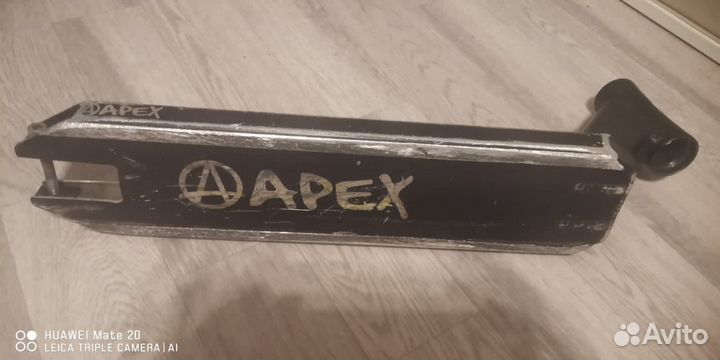 APEX
APEX
HUAWEI Mate 20
LEICA TRIPLE CAMERA | AI
Avito